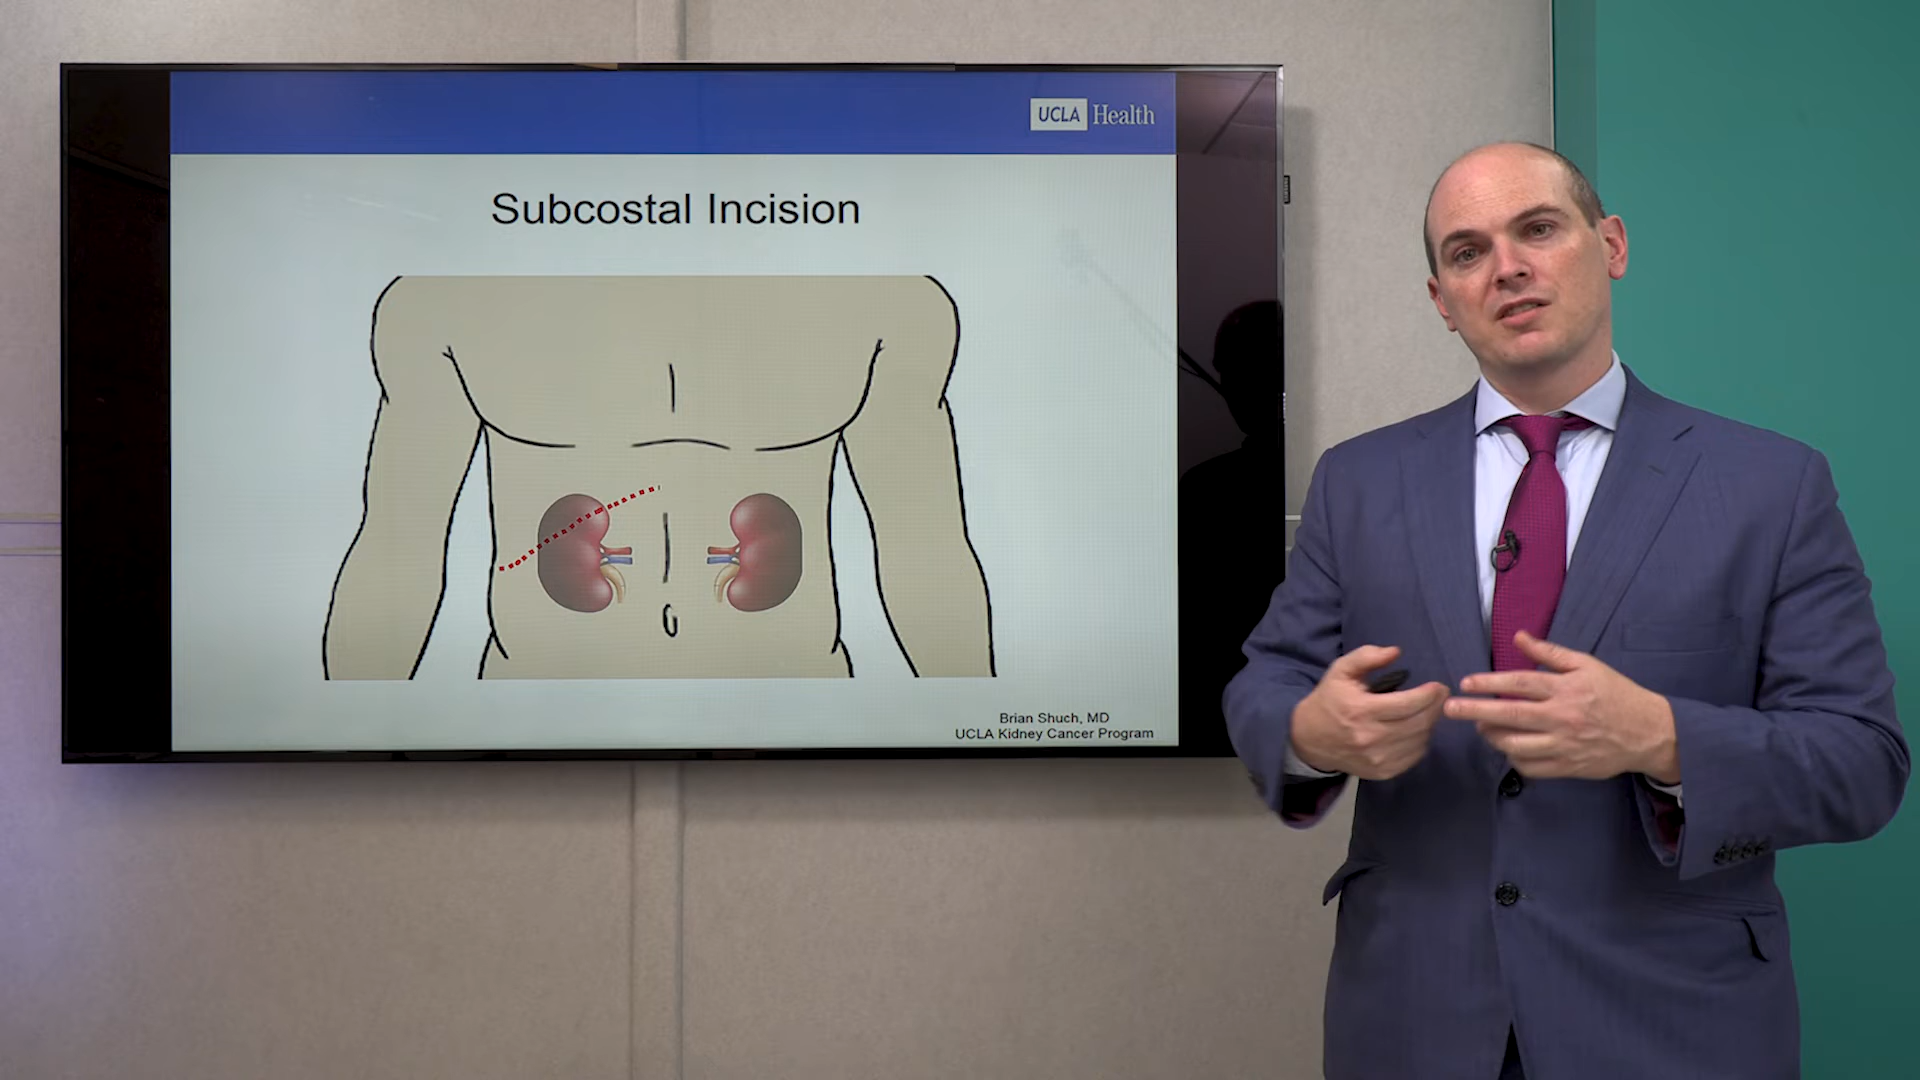 UCLA Health
Subcostal Incision
Brian Shuch, MD
UCLA Kidney Cancer Program